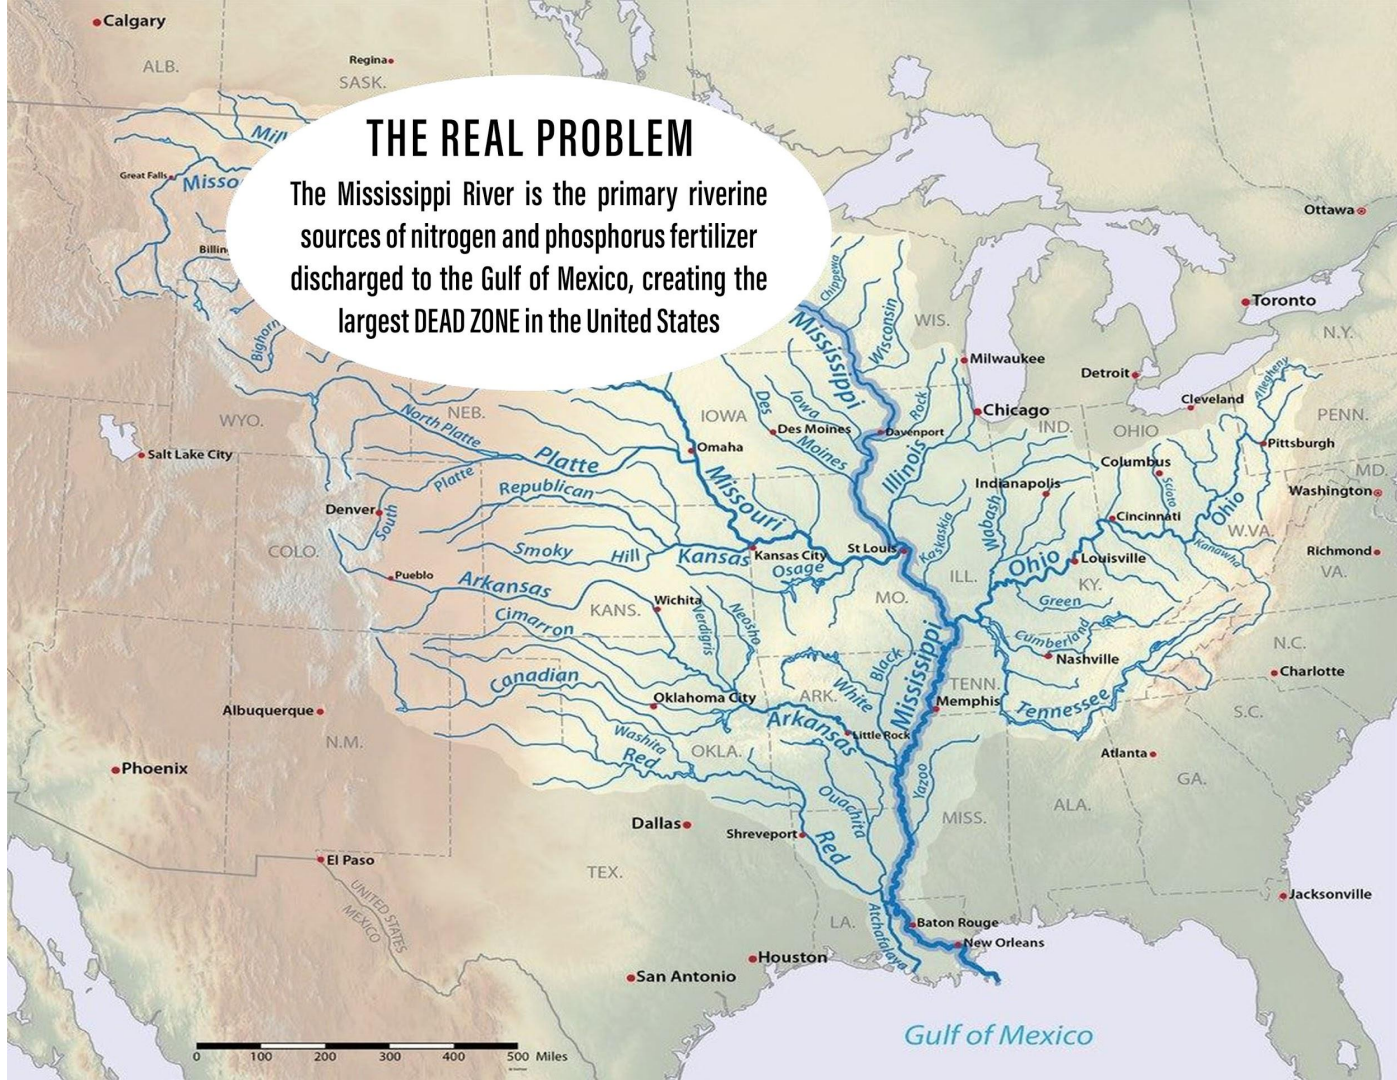 Calgary
ALB.
Regina
SASK.
THE REAL PROBLEM
The Mississippi River is the primary riverine
sources of nitrogen and phosphorus fertilizer
discharged to the Gulf of Mexico, creating the
largest DEAD ZONE in the United States
Mil
Great Falls
Misso
Billin
Bighorn
Ottawa
Toronto
N.Y.
Chippewa
Wisconsin
WIS.
Mississippi
Milwaukee
Detroit
Cleveland
Allegheny
WYO.
NEB.
North Platte
IOWA
Des
Iowa
Rock
Chicago
IND.
OHIO
PENN.
Salt Lake City
Omaha
Des Moines
Moines
Davenport
Pittsburgh
Platte
Platte
South
Republican
Missouri
Illinois
Columbus
Indianapolis
Scioto
MD.
Washington
Denver
COLO.
Smoky
Hill
Kansas
Kansas City
Osage
St Louis
Kaskaskia
Wabash
Cincinnati
Ohio
W.VA.
Kanawha
Richmond
VA.
Pueblo
Arkansas
Ohio
Louisville
ILL.
KY.
Cimarron
KANS.
Wichita
Verdigris
Neosho
MO.
Green
Cumberland
Nashville
N.C.
Charlotte
Canadian
Oklahoma City
ARK.
White
Black
Mississippi
TENN.
Memphis
Tennessee
Albuquerque
N.M.
Washita
Red
OKLA.
Arkansas
Little Rock
S.C.
Atlanta
GA.
Phoenix
Yazoo
Ouachita
MISS.
ALA.
Dallas
Shreveport
Red
El Paso
TEX.
UNITED STATES
MEXICO
LA.
Atchafalaya
Baton Rouge
New Orleans
Jacksonville
Houston
San Antonio
Gulf of Mexico
0 100 200 300 400 500 Miles